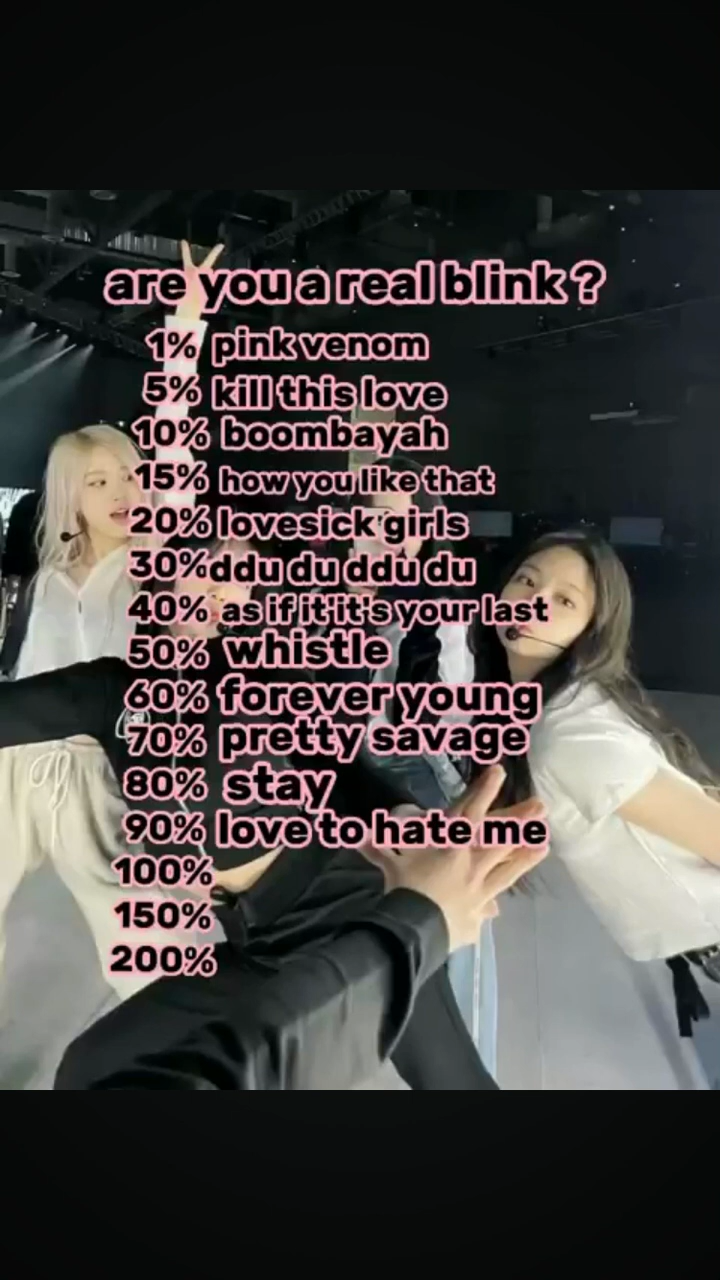 are you a real blink ?
1% pink venom
5% kill this love
10% boombayah
15% how you like that
20% lovesick girls
30% ddu du ddu du
40% as if it'it's your last
50% whistle
60% forever young
70% pretty savage
80% stay
90% love to hate me
100%
150%
200%